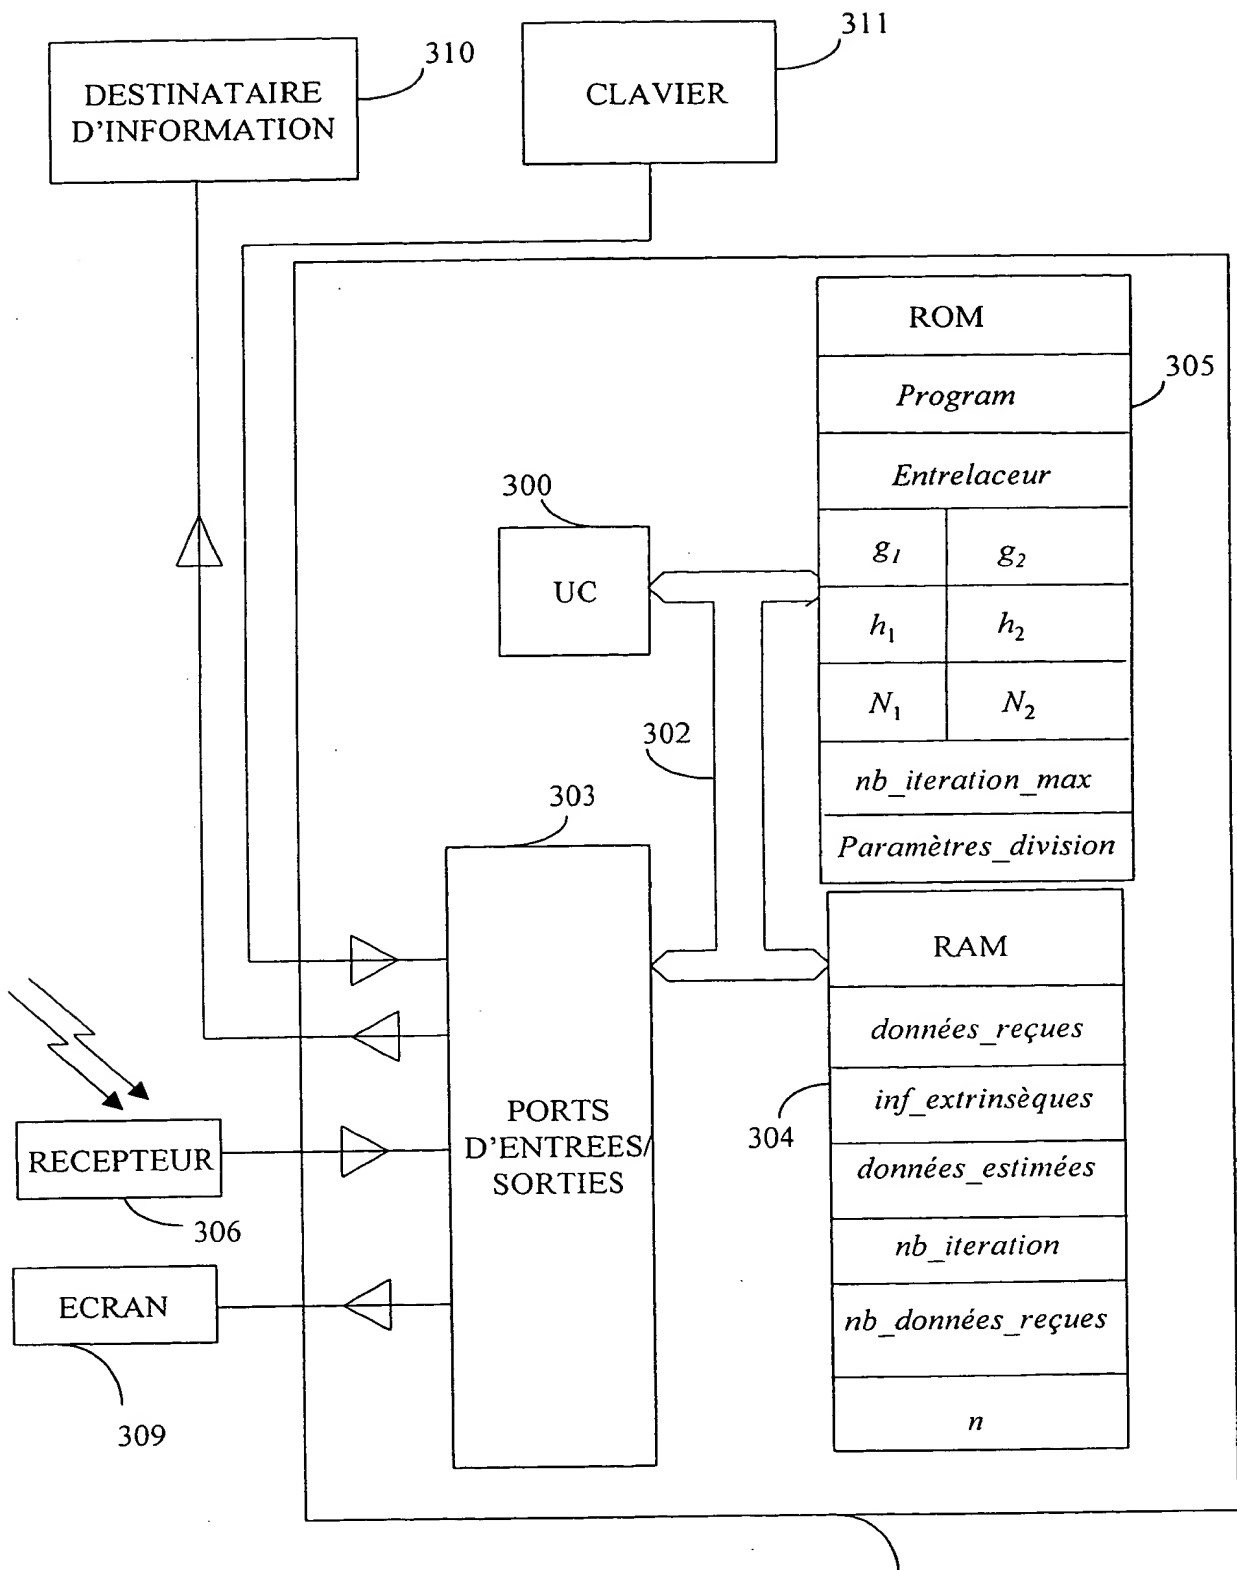 310
DESTINATAIRE
D'INFORMATION
311
CLAVIER
ROM
305
Program
Entrelaceur
g1 g2
h1 h2
N1 N2
nb_iteration_max
Paramètres_division
300
UC
302
303
PORTS
D'ENTREES/
SORTIES
RAM
données_reçues
inf_extrinsèques
304
données_estimées
nb_iteration
nb_données_reçues
n
RECEPTEUR
306
ECRAN
309